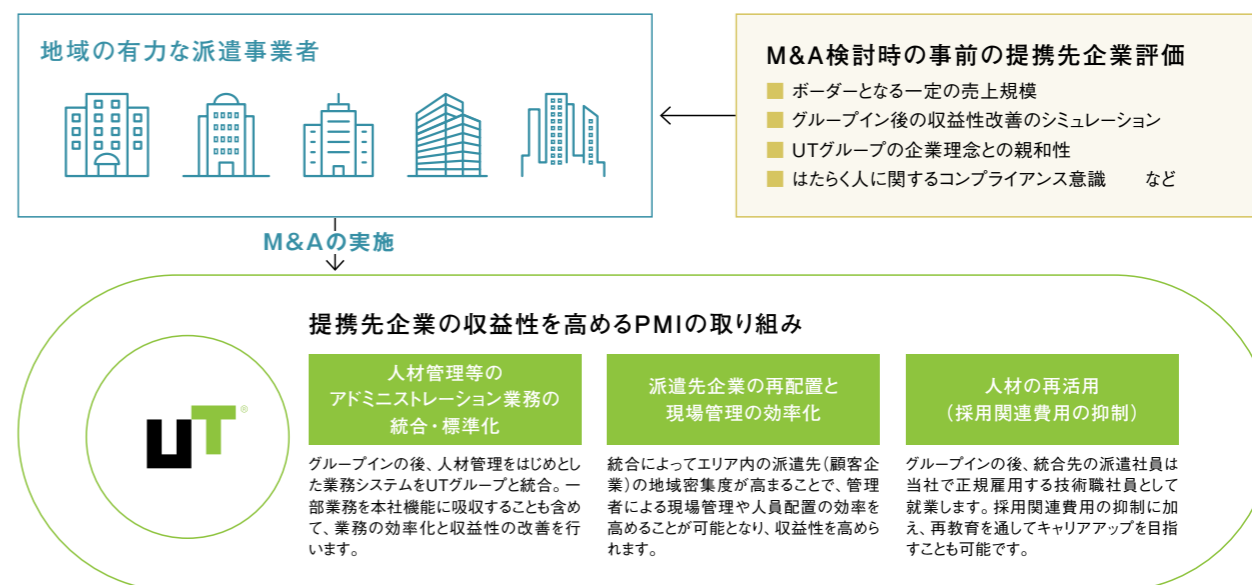 地域の有力な派遣事業者
M&A検討時の事前の提携先企業評価
ボーダーとなる一定の売上規模
グループイン後の収益性改善のシミュレーション
UTグループの企業理念との親和性
はたらく人に関するコンプライアンス意識　など
M&Aの実施
提携先企業の収益性を高めるPMIの取り組み
UT®
人材管理等の
アドミニストレーション業務の
統合・標準化
グループインの後、人材管理をはじめとし
た業務システムをUTグループと統合。一
部業務を本社機能に吸収することも含め
て、業務の効率化と収益性の改善を行
います。
派遣先企業の再配置と
現場管理の効率化
統合によってエリア内の派遣先(顧客企
業)の地域密集度が高まることで、管理
者による現場管理や人員配置の効率を
高めることが可能となり、収益性を高めら
れます。
人材の再活用
(採用関連費用の抑制)
グループインの後、統合先の派遣社員は
当社で正規雇用する技術職社員として
就業します。採用関連費用の抑制に加
え、再教育を通してキャリアアップを目指
すことも可能です。